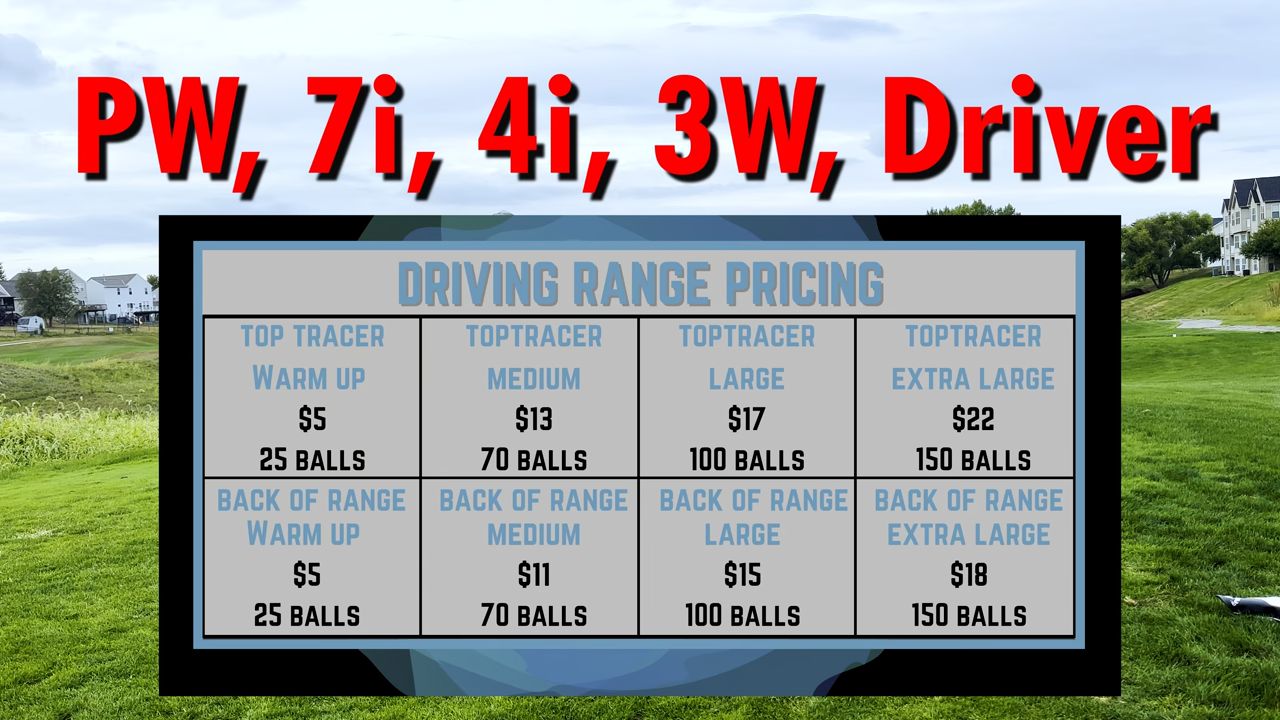 PW, 7i, 4i, 3W, Driver
DRIVING RANGE PRICING
TOP TRACER
WARM UP
$5
25 BALLS
TOPTRACER
MEDIUM
$13
70 BALLS
TOPTRACER
LARGE
$17
100 BALLS
TOPTRACER
EXTRA LARGE
$22
150 BALLS
BACK OF RANGE
WARM UP
$5
25 BALLS
BACK OF RANGE
MEDIUM
$11
70 BALLS
BACK OF RANGE
LARGE
$15
100 BALLS
BACK OF RANGE
EXTRA LARGE
$18
150 BALLS